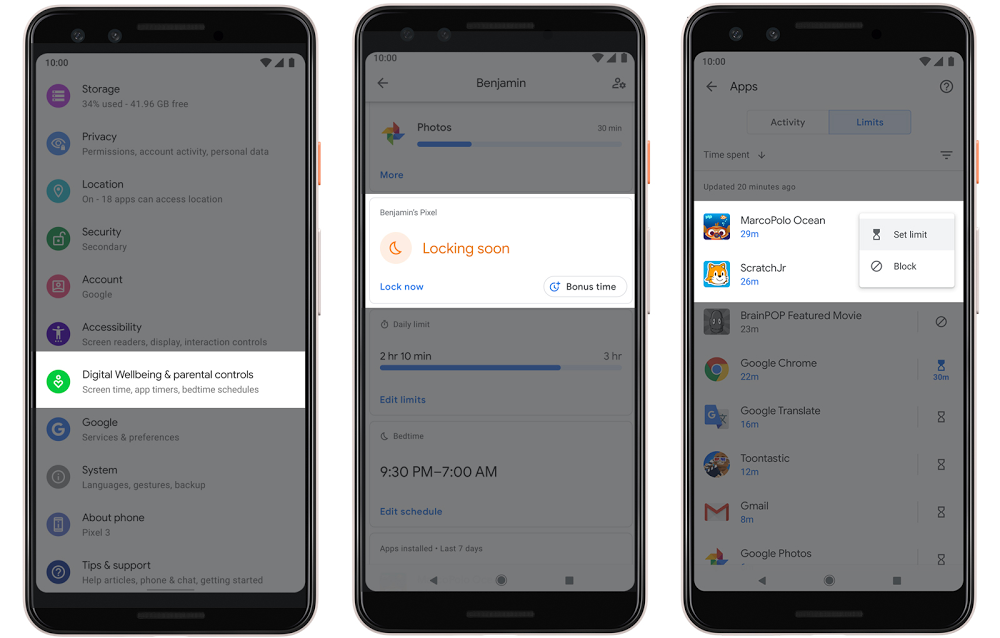 10:00
Storage
34% used - 41.96 GB free
Privacy
Permissions, account activity, personal data
Location
On - 18 apps can access location
Security
Secondary
Account
Google
Accessibility
Screen readers, display, interaction controls
Digital Wellbeing & parental controls
Screen time, app timers, bedtime schedules
Google
Services & preferences
System
Languages, gestures, backup
About phone
Pixel 3
Tips & support
Help articles, phone & chat, getting started
10:00
Benjamin
Photos
30 min
More
Benjamin's Pixel
Locking soon
Lock now
Bonus time
Daily limit
2 hr 10 min
3 hr
Edit limits
Bedtime
9:30 PM–7:00 AM
Edit schedule
Apps installed • Last 7 days
10:00
Apps
Activity
Limits
Time spent
Updated 20 minutes ago
MarcoPolo Ocean
29m
Set limit
ScratchJr
26m
Block
BrainPOP Featured Movie
23m
Google Chrome
22m
30m
Google Translate
16m
Toontastic
12m
Gmail
8m
Google Photos